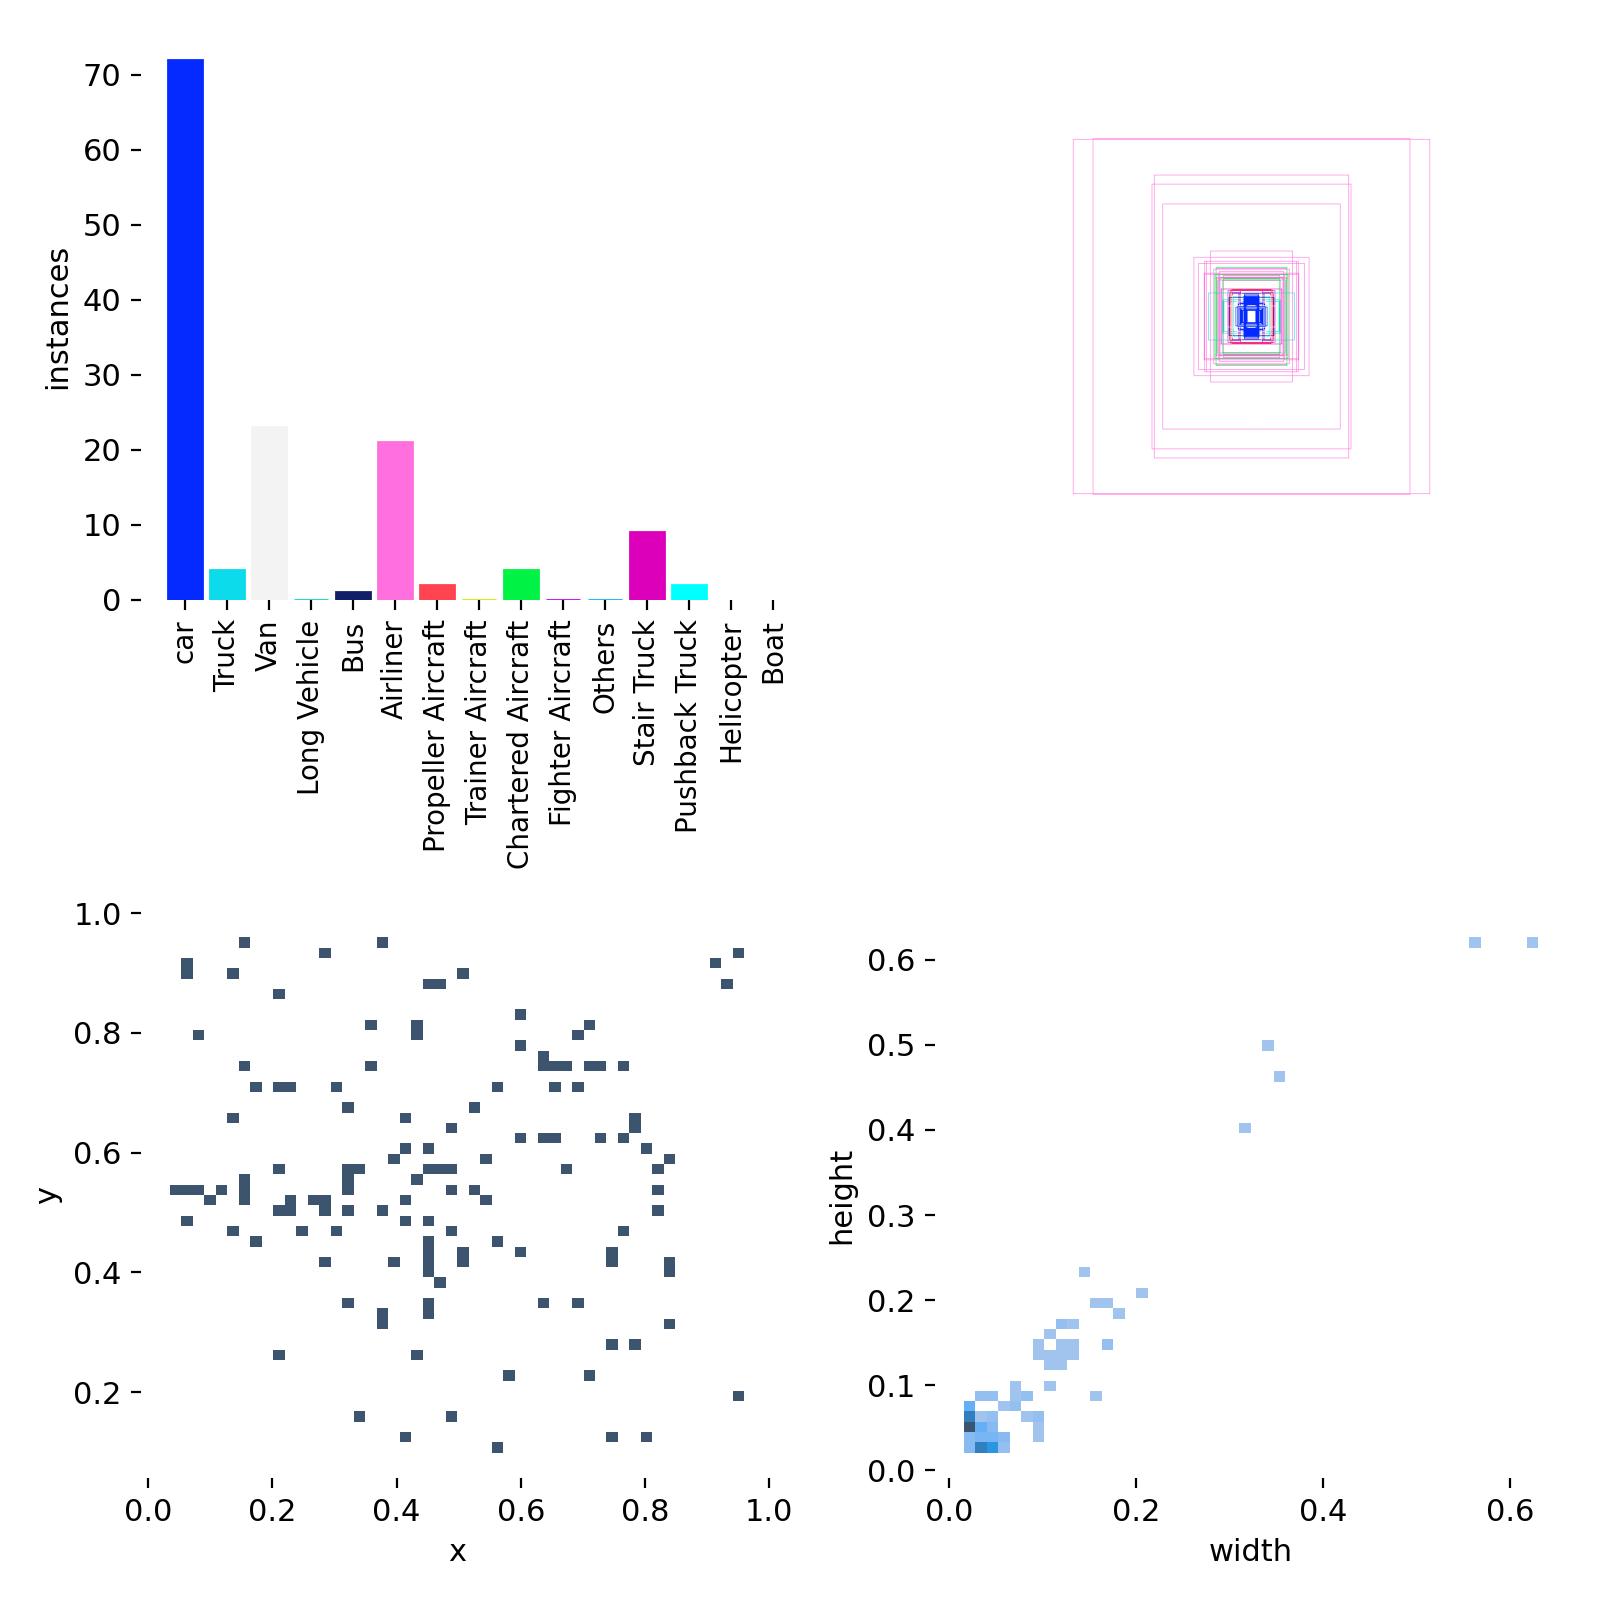 70
60
50
40
30
20
10
0
instances
car
Truck
Van
Long Vehicle
Bus
Airliner
Propeller Aircraft
Trainer Aircraft
Chartered Aircraft
Fighter Aircraft
Others
Stair Truck
Pushback Truck
Helicopter
Boat
1.0
0.8
0.6
0.4
0.2
y
0.0 0.2 0.4 0.6 0.8 1.0
x
0.6
0.5
0.4
0.3
0.2
0.1
0.0
height
0.0 0.2 0.4 0.6
width